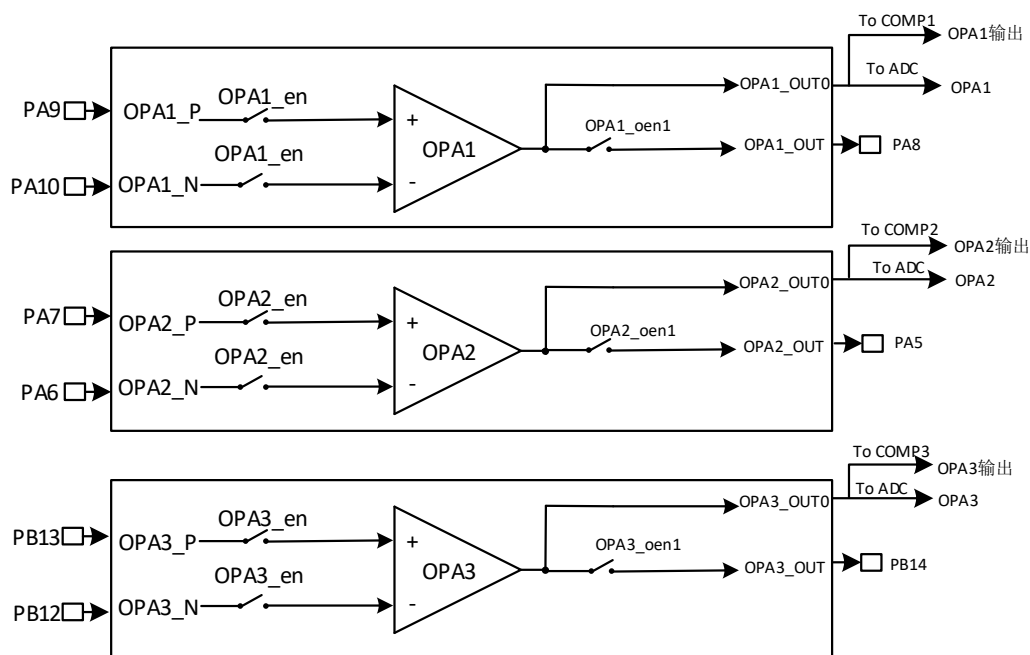 To COMP1
OPA1输出
To ADC
OPA1
PA9
OPA1_P
OPA1_en
+
OPA1
OPA1_OUT0
OPA1_oen1
OPA1_OUT
PA8
PA10
OPA1_N
OPA1_en
-
To COMP2
OPA2输出
To ADC
OPA2
PA7
OPA2_P
OPA2_en
+
OPA2
OPA2_OUT0
OPA2_oen1
OPA2_OUT
PA5
PA6
OPA2_N
OPA2_en
-
To COMP3
OPA3输出
To ADC
OPA3
PB13
OPA3_P
OPA3_en
+
OPA3
OPA3_OUT0
OPA3_oen1
OPA3_OUT
PB14
PB12
OPA3_N
OPA3_en
-